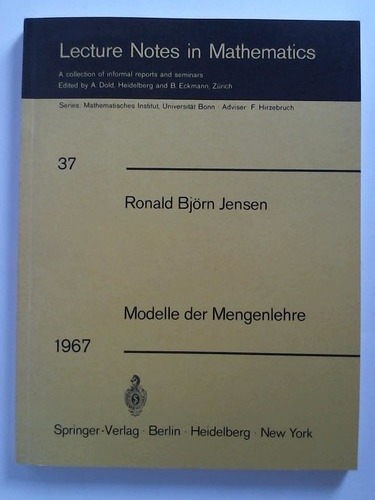 Lecture Notes in Mathematics
A collection of informal reports and seminars
Edited by A. Dold, Heidelberg and B. Eckmann, Zürich
Series: Mathematisches Institut, Universität Bonn · Adviser: F. Hirzebruch
37
Ronald Björn Jensen
Modelle der Mengenlehre
1967
Springer-Verlag · Berlin · Heidelberg · New York